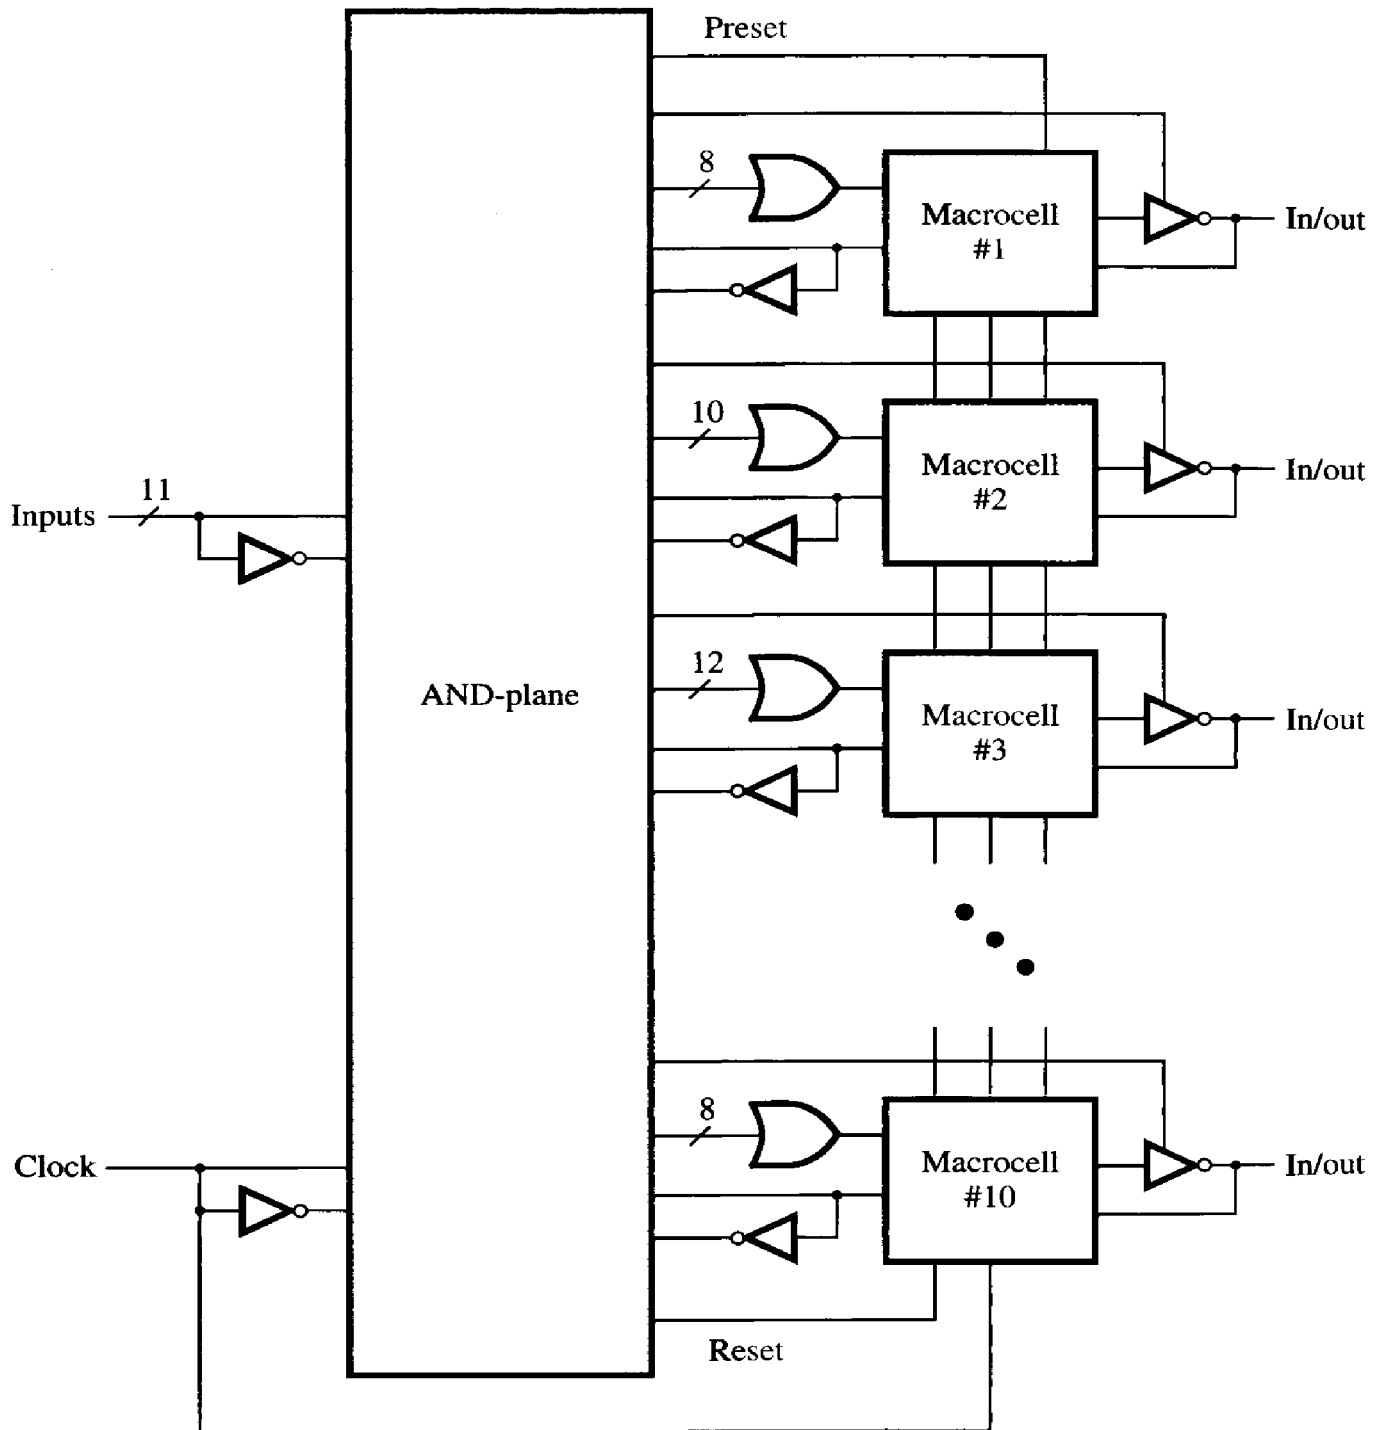 Preset
8
Macrocell
#1
In/out
10
Macrocell
#2
In/out
11
Inputs
12
AND-plane
Macrocell
#3
In/out
8
Clock
Macrocell
#10
In/out
Reset